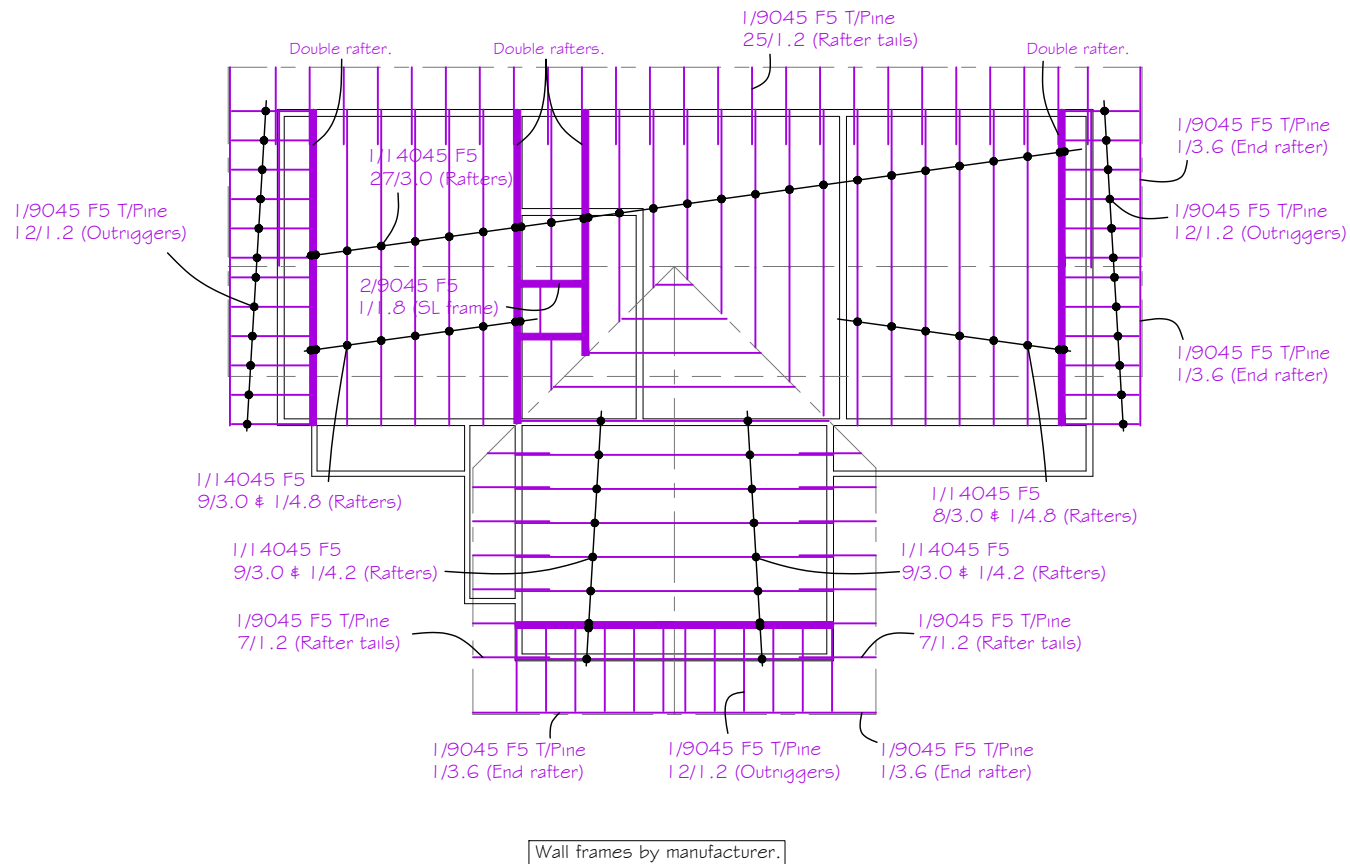 1/9045 F5 T/Pine
25/1.2 (Rafter tails)
Double rafter.
Double rafters.
Double rafter.
1/9045 F5 T/Pine
1/3.6 (End rafter)
1/14045 F5
27/3.0 (Rafters)
1/9045 F5 T/Pine
12/1.2 (Outriggers)
1/9045 F5 T/Pine
12/1.2 (Outriggers)
2/9045 F5
1/1.8 (SL frame)
1/9045 F5 T/Pine
1/3.6 (End rafter)
1/14045 F5
9/3.0 & 1/4.8 (Rafters)
1/14045 F5
8/3.0 & 1/4.8 (Rafters)
1/14045 F5
9/3.0 & 1/4.2 (Rafters)
1/14045 F5
9/3.0 & 1/4.2 (Rafters)
1/9045 F5 T/Pine
7/1.2 (Rafter tails)
1/9045 F5 T/Pine
7/1.2 (Rafter tails)
1/9045 F5 T/Pine
1/3.6 (End rafter)
1/9045 F5 T/Pine
12/1.2 (Outriggers)
1/9045 F5 T/Pine
1/3.6 (End rafter)
Wall frames by manufacturer.